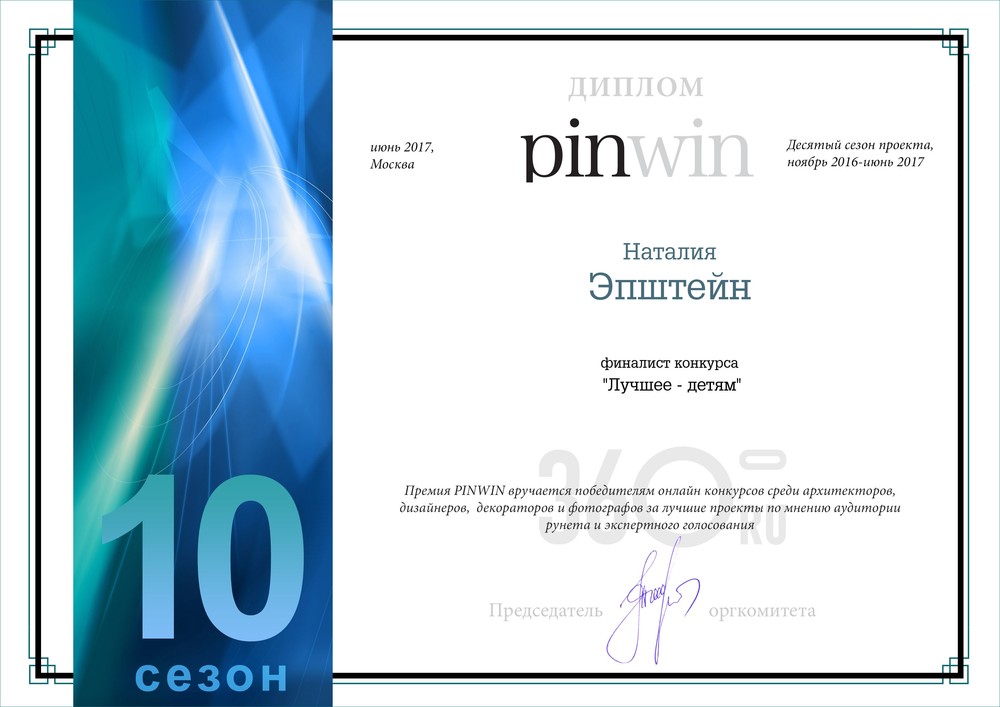 ДИПЛОМ
pinwin
июнь 2017,
Москва
Десятый сезон проекта,
ноябрь 2016-июнь 2017
Наталия
Эпштейн
финалист конкурса
"Лучшее - детям"
360
RU
Премия PINWIN вручается победителям онлайн конкурсов среди архитекторов,
дизайнеров, декораторов и фотографов за лучшие проекты по мнению аудитории
рунета и экспертного голосования
Председатель оргкомитета
10
сезон